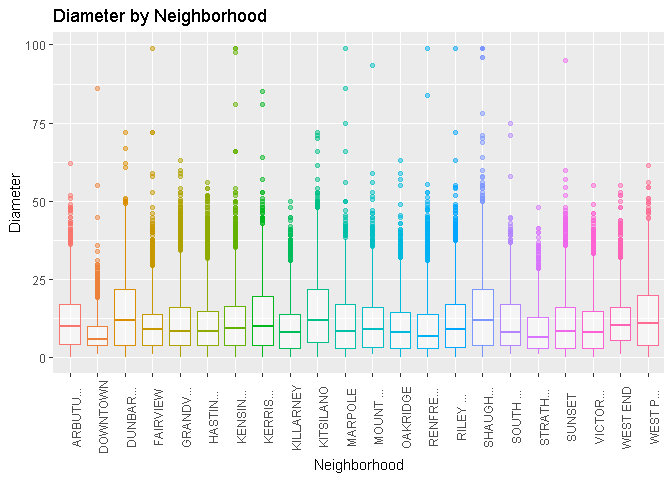 Diameter by Neighborhood
Diameter
100
75
50
25
0
ARBUTU...
DOWNTOWN
DUNBAR...
FAIRVIEW
GRANDV...
HASTIN...
KENSIN...
KERRIS...
KILLARNEY
KITSILANO
MARPOLE
MOUNT ...
OAKRIDGE
RENFRE...
RILEY ...
SHAUGH...
SOUTH ...
STRATH...
SUNSET
VICTOR...
WEST END
WEST P...
Neighborhood